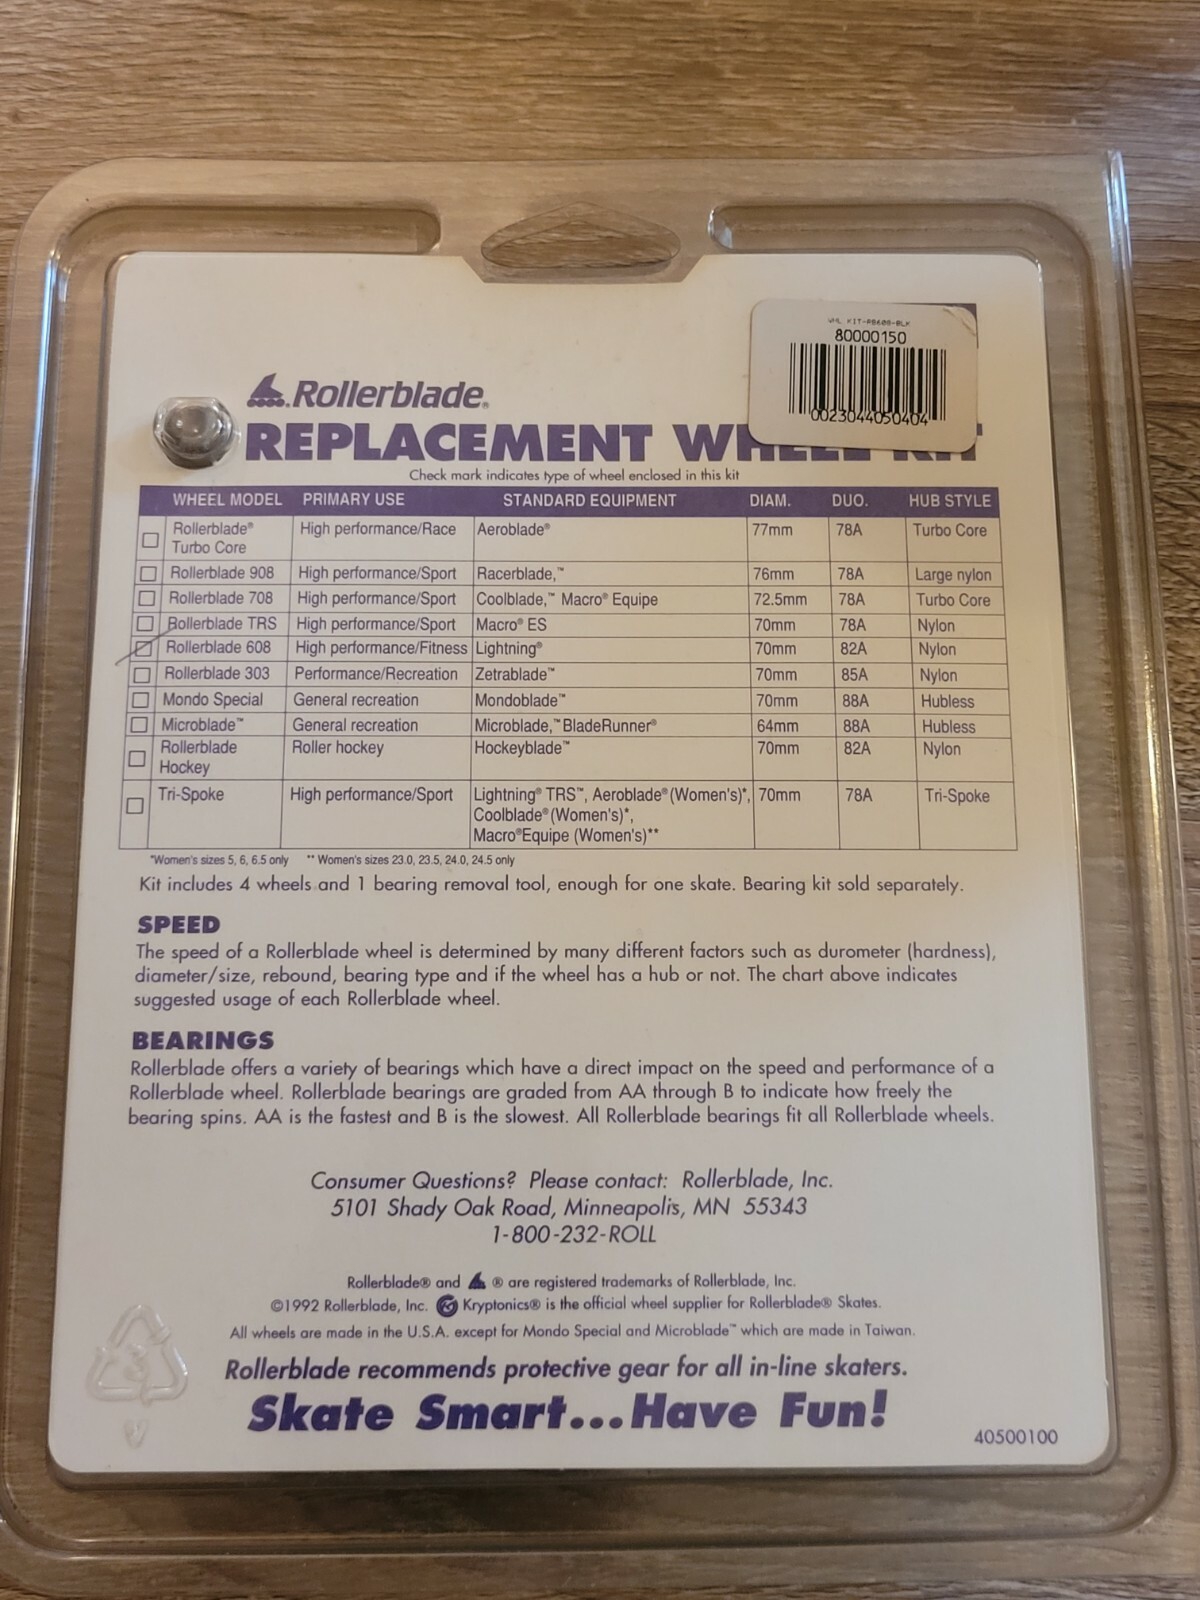 WHL KIT-RB608-BLK
80000150
0023044050404
Rollerblade®
REPLACEMENT WHEEL KIT
Check mark indicates type of wheel enclosed in this kit
WHEEL MODEL PRIMARY USE STANDARD EQUIPMENT DIAM. DUO. HUB STYLE
Rollerblade® High performance/Race Aeroblade® 77mm 78A Turbo Core
Turbo Core
Rollerblade 908 High performance/Sport Racerblade,™ 76mm 78A Large nylon
Rollerblade 708 High performance/Sport Coolblade,™ Macro® Equipe 72.5mm 78A Turbo Core
Rollerblade TRS High performance/Sport Macro® ES 70mm 78A Nylon
Rollerblade 608 High performance/Fitness Lightning® 70mm 82A Nylon
Rollerblade 303 Performance/Recreation Zetrablade™ 70mm 85A Nylon
Mondo Special General recreation Mondoblade™ 70mm 88A Hubless
Microblade™ General recreation Microblade,™ BladeRunner® 64mm 88A Hubless
Rollerblade Roller hockey Hockeyblade™ 70mm 82A Nylon
Hockey
Tri-Spoke High performance/Sport Lightning® TRS™, Aeroblade® (Women's)*, 70mm 78A Tri-Spoke
Coolblade® (Women's)*,
Macro® Equipe (Women's)**
*Women's sizes 5, 6, 6.5 only ** Women's sizes 23.0, 23.5, 24.0, 24.5 only
Kit includes 4 wheels and 1 bearing removal tool, enough for one skate. Bearing kit sold separately.
SPEED
The speed of a Rollerblade wheel is determined by many different factors such as durometer (hardness),
diameter/size, rebound, bearing type and if the wheel has a hub or not. The chart above indicates
suggested usage of each Rollerblade wheel.
BEARINGS
Rollerblade offers a variety of bearings which have a direct impact on the speed and performance of a
Rollerblade wheel. Rollerblade bearings are graded from AA through B to indicate how freely the
bearing spins. AA is the fastest and B is the slowest. All Rollerblade bearings fit all Rollerblade wheels.
Consumer Questions? Please contact: Rollerblade, Inc.
5101 Shady Oak Road, Minneapolis, MN 55343
1-800-232-ROLL
Rollerblade® and ® are registered trademarks of Rollerblade, Inc.
©1992 Rollerblade, Inc. Kryptonics® is the official wheel supplier for Rollerblade® Skates.
All wheels are made in the U.S.A. except for Mondo Special and Microblade™ which are made in Taiwan.
Rollerblade recommends protective gear for all in-line skaters.
Skate Smart...Have Fun!
40500100
3
V